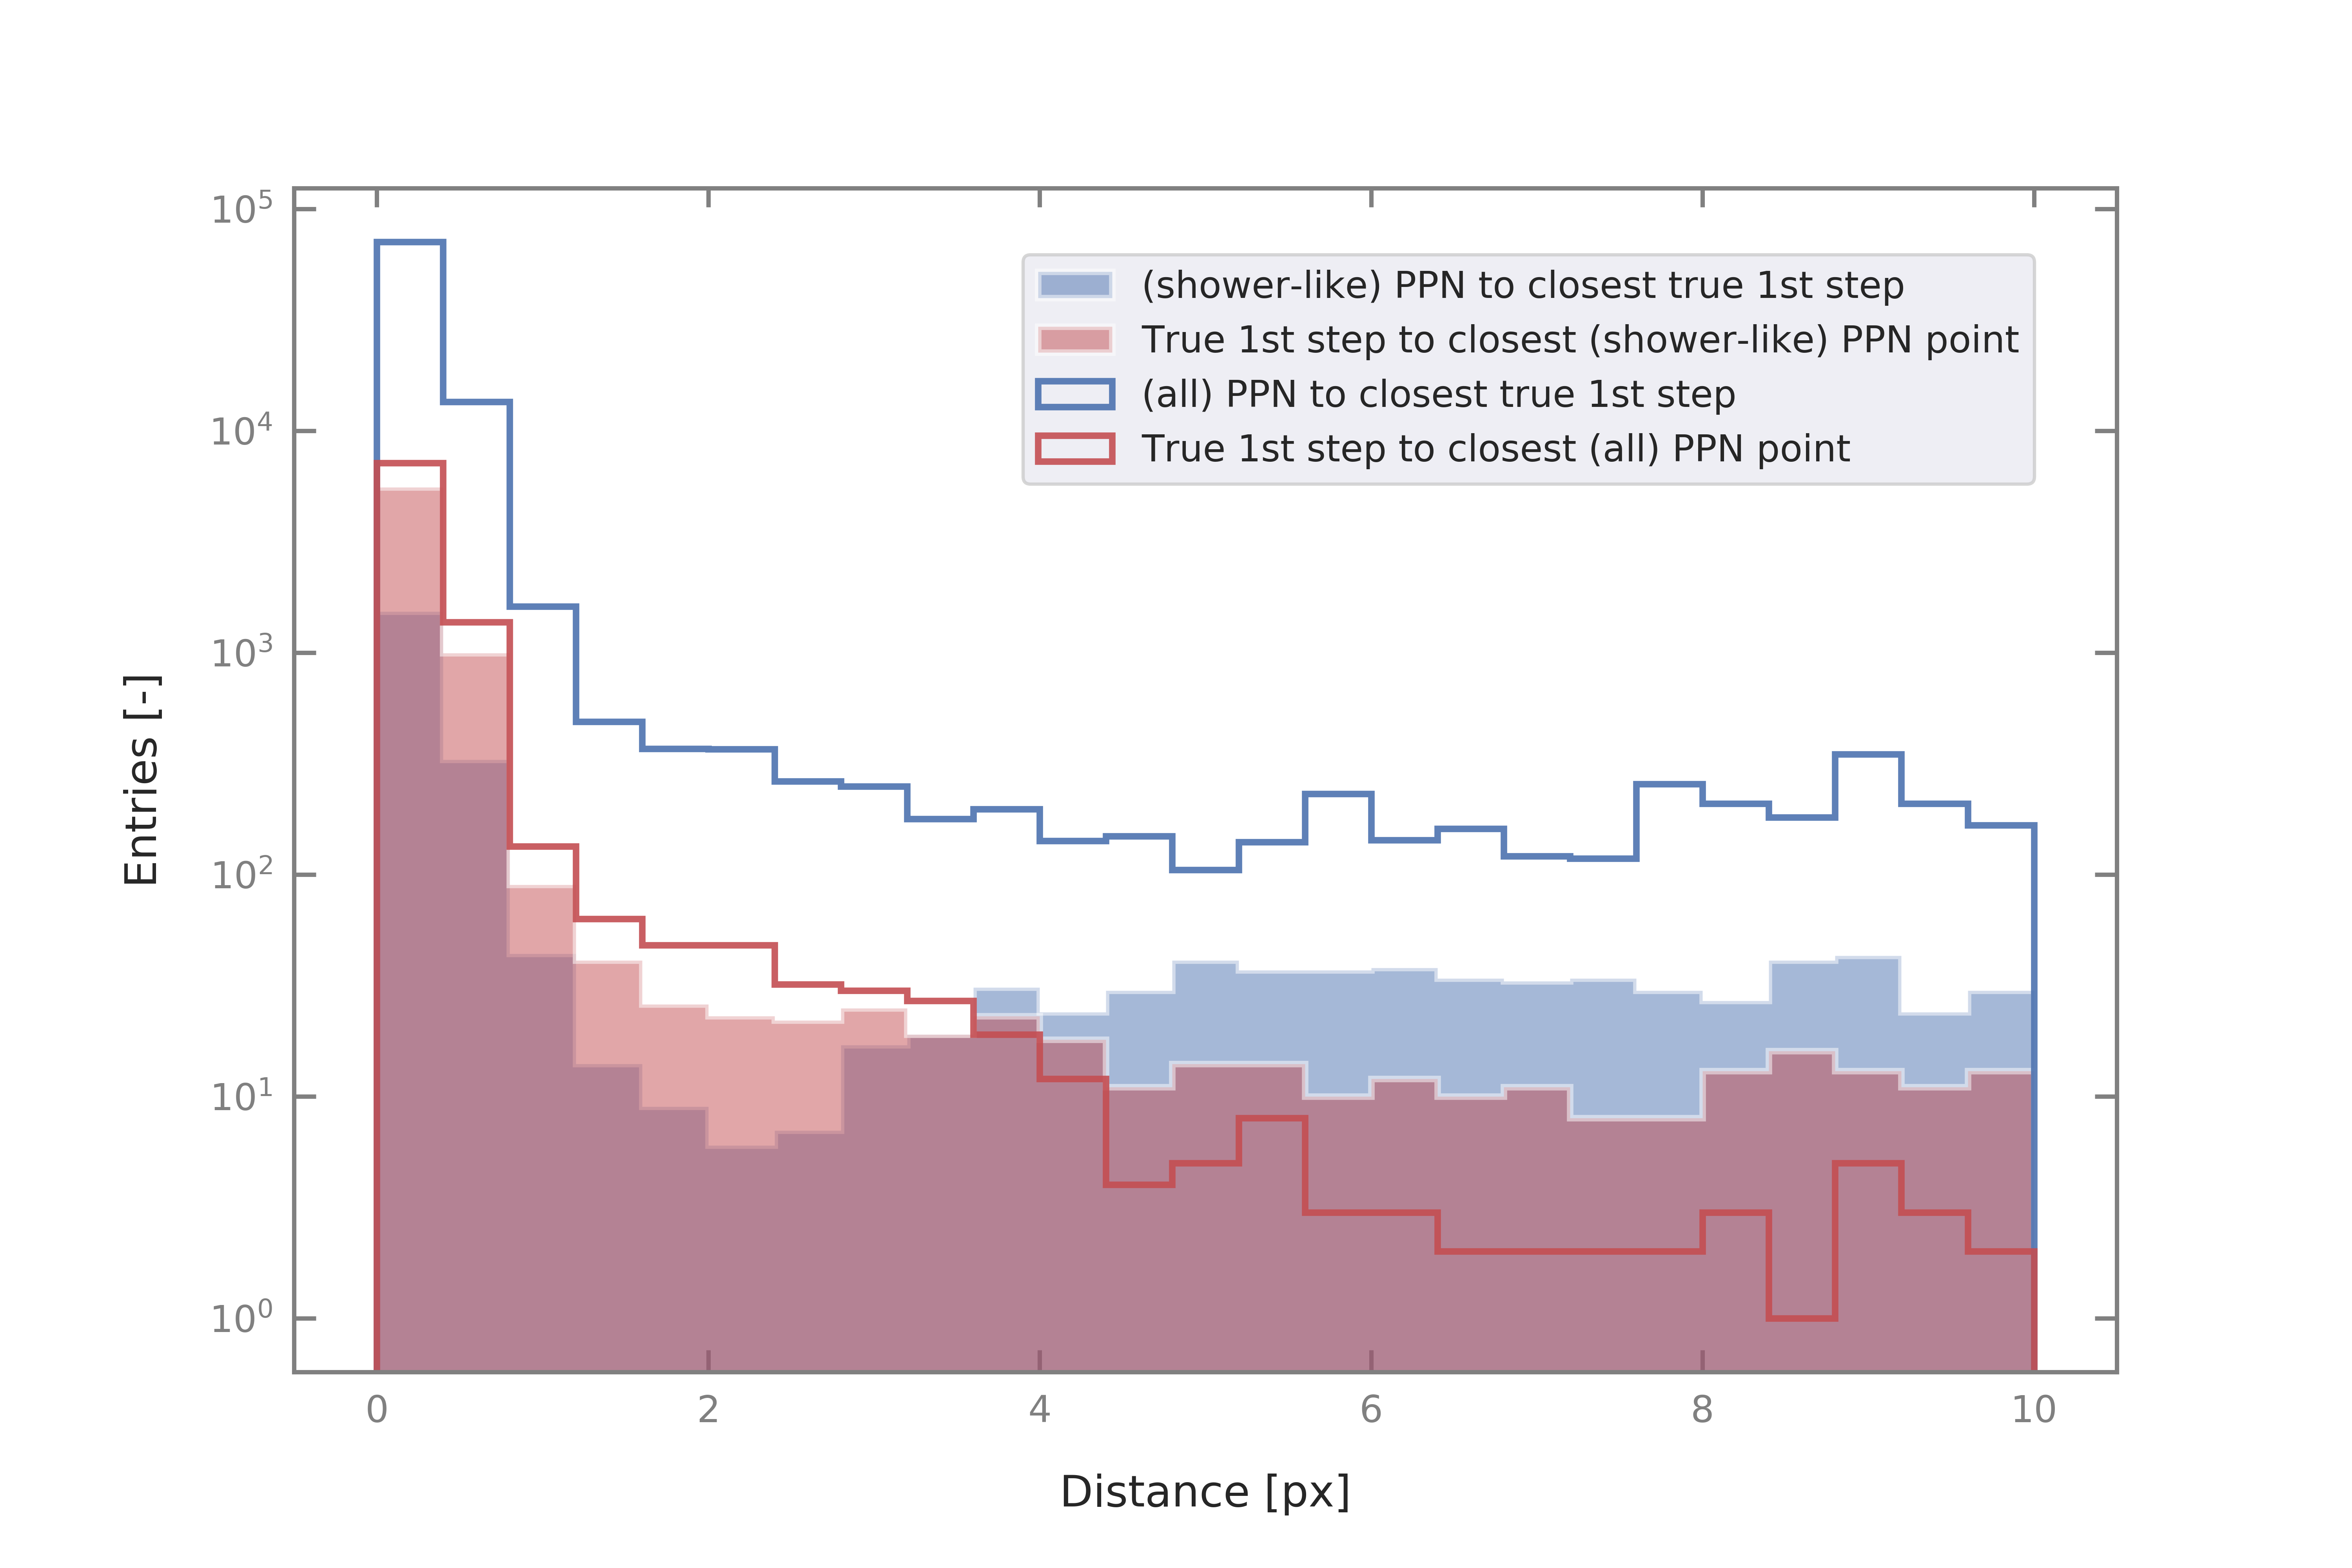 10^5
10^4
10^3
10^2
10^1
10^0
Entries [-]
(shower-like) PPN to closest true 1st step
True 1st step to closest (shower-like) PPN point
(all) PPN to closest true 1st step
True 1st step to closest (all) PPN point
0 2 4 6 8 10
Distance [px]